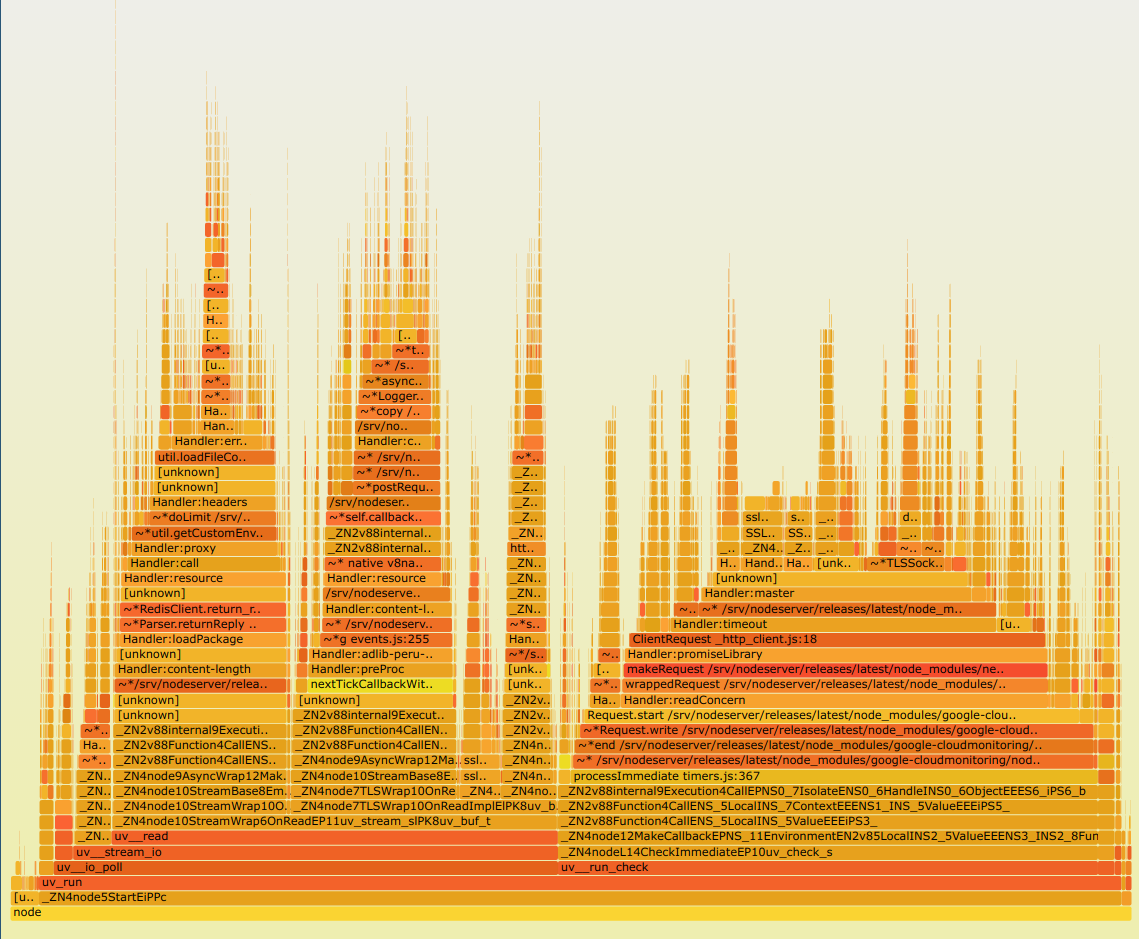 [..
~..
[..
H..
[.. [..
~*.. ~*t..
[u.. ~* /s..
~*.. ~*async..
~*.. ~*Logger..
Ha.. ~*copy /..
Han.. /srv/no..
Handler:err.. Handler:c..
util.loadFileCo.. ~* /srv/n.. ~*..
[unknown] ~* /srv/n.. _Z..
[unknown] ~*postRequ.. _Z..
Handler:headers /srv/nodeser.. _Z..
~*doLimit /srv/.. ~*self.callback.. _Z.. ssl.. s.. _.. d..
~*util.getCustomEnv.. _ZN2v88internal.. _ZN.. SSL.. SS.. _.. _..
Handler:proxy _ZN2v88internal.. htt.. _.. _ZN4.. _Z.. _.. ~.. ~..
Handler:call ~* native v8na.. _ZN.. H.. Hand.. Ha.. [unk.. ~*TLSSock..
Handler:resource Handler:resource _ZN.. [unknown]
[unknown] /srv/nodeserve.. _ZN.. Handler:master
~*RedisClient.return_r.. Handler:content-l.. _ZN.. ~.. ~* /srv/nodeserver/releases/latest/node_m..
~*Parser.returnReply .. ~* /srv/nodeserv.. ~*s.. Handler:timeout [u..
Handler:loadPackage ~*g events.js:255 Han.. ClientRequest _http_client.js:18
[unknown] Handler:adlib-peru-.. ~*/s.. ~.. Handler:promiseLibrary
Handler:content-length Handler:preProc [unk.. [.. makeRequest /srv/nodeserver/releases/latest/node_modules/ne..
~*/srv/nodeserver/relea.. nextTickCallbackWit.. [unk.. ~*.. wrappedRequest /srv/nodeserver/releases/latest/node_modules/..
[unknown] [unknown] _ZN2v.. Ha.. Handler:readConcern
[unknown] _ZN2v88internal9Execut.. _ZN2v.. Request.start /srv/nodeserver/releases/latest/node_modules/google-clou..
~*.. _ZN2v88internal9Executi.. _ZN2v88Function4CallEN.. _ZN2v.. ~*Request.write /srv/nodeserver/releases/latest/node_modules/google-cloud..
Ha.. _ZN2v88Function4CallENS.. _ZN2v88Function4CallEN.. _ZN4n.. ~*end /srv/nodeserver/releases/latest/node_modules/google-cloudmonitoring/..
~*.. _ZN2v88Function4CallENS.. _ZN4node9AsyncWrap12Ma.. ssl.. _ZN4n.. ~* /srv/nodeserver/releases/latest/node_modules/google-cloudmonitoring/nod..
_ZN.. _ZN4node9AsyncWrap12Mak.. _ZN4node10StreamBase8E.. ssl.. _ZN4n.. processImmediate timers.js:367
_ZN.. _ZN4node10StreamBase8Em.. _ZN4node7TLSWrap10OnRe.. _ZN4.. _ZN4n.. _ZN2v88internal9Execution4CallEPNS0_7IsolateENS0_6HandleINS0_6ObjectEEES6_iPS6_b
_ZN.. _ZN4node10StreamWrap10O.. _ZN4node7TLSWrap10OnReadImplElPK8uv_b.. _ZN2v88Function4CallENS_5LocalINS_7ContextEEENS1_INS_5ValueEEEiPS5_
_ZN.. _ZN4node10StreamWrap6OnReadEP11uv_stream_slPK8uv_buf_t _ZN2v88Function4CallENS_5LocalINS_5ValueEEEiPS3_
_ZN.. uv__read _ZN4node12MakeCallbackEPNS_11EnvironmentEN2v85LocalINS2_5ValueEEENS3_INS2_8Fun
uv__stream_io _ZN4nodeL14CheckImmediateEP10uv_check_s
uv__io_poll uv__run_check
uv_run
[u.. _ZN4node5StartEiPPc
node